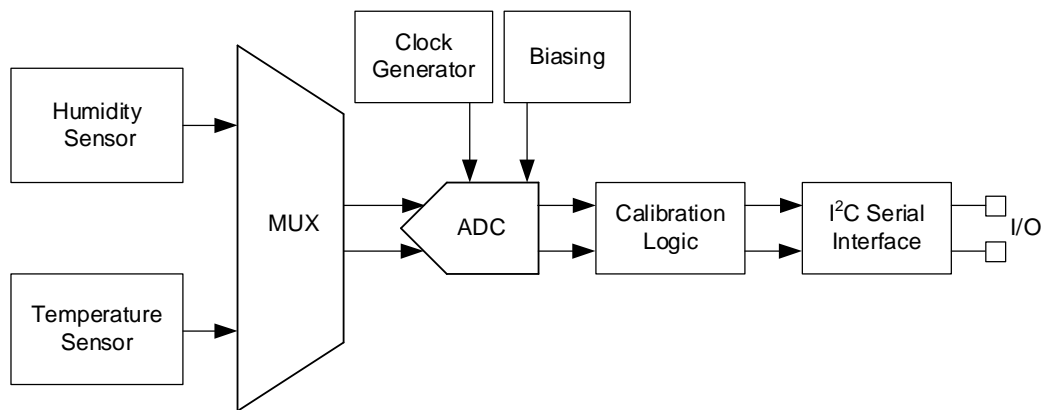 Clock
Generator
Biasing
Humidity
Sensor
MUX
ADC
Calibration
Logic
I²C Serial
Interface
I/O
Temperature
Sensor